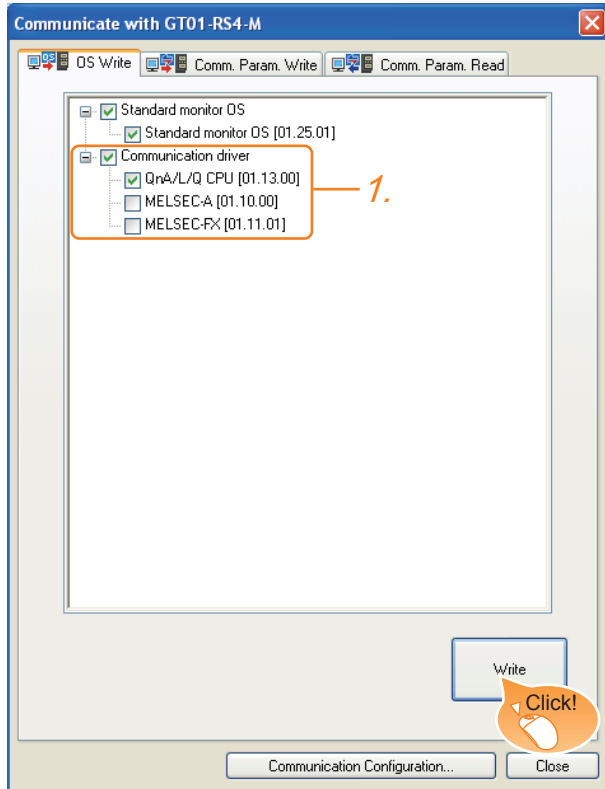 Communicate with GT01-RS4-M
OS Write
Comm. Param. Write
Comm. Param. Read
Standard monitor OS
Standard monitor OS [01.25.01]
Communication driver
QnA/L/Q CPU [01.13.00]
MELSEC-A [01.10.00]
MELSEC-FX [01.11.01]
1.
Write
Click!
Communication Configuration...
Close